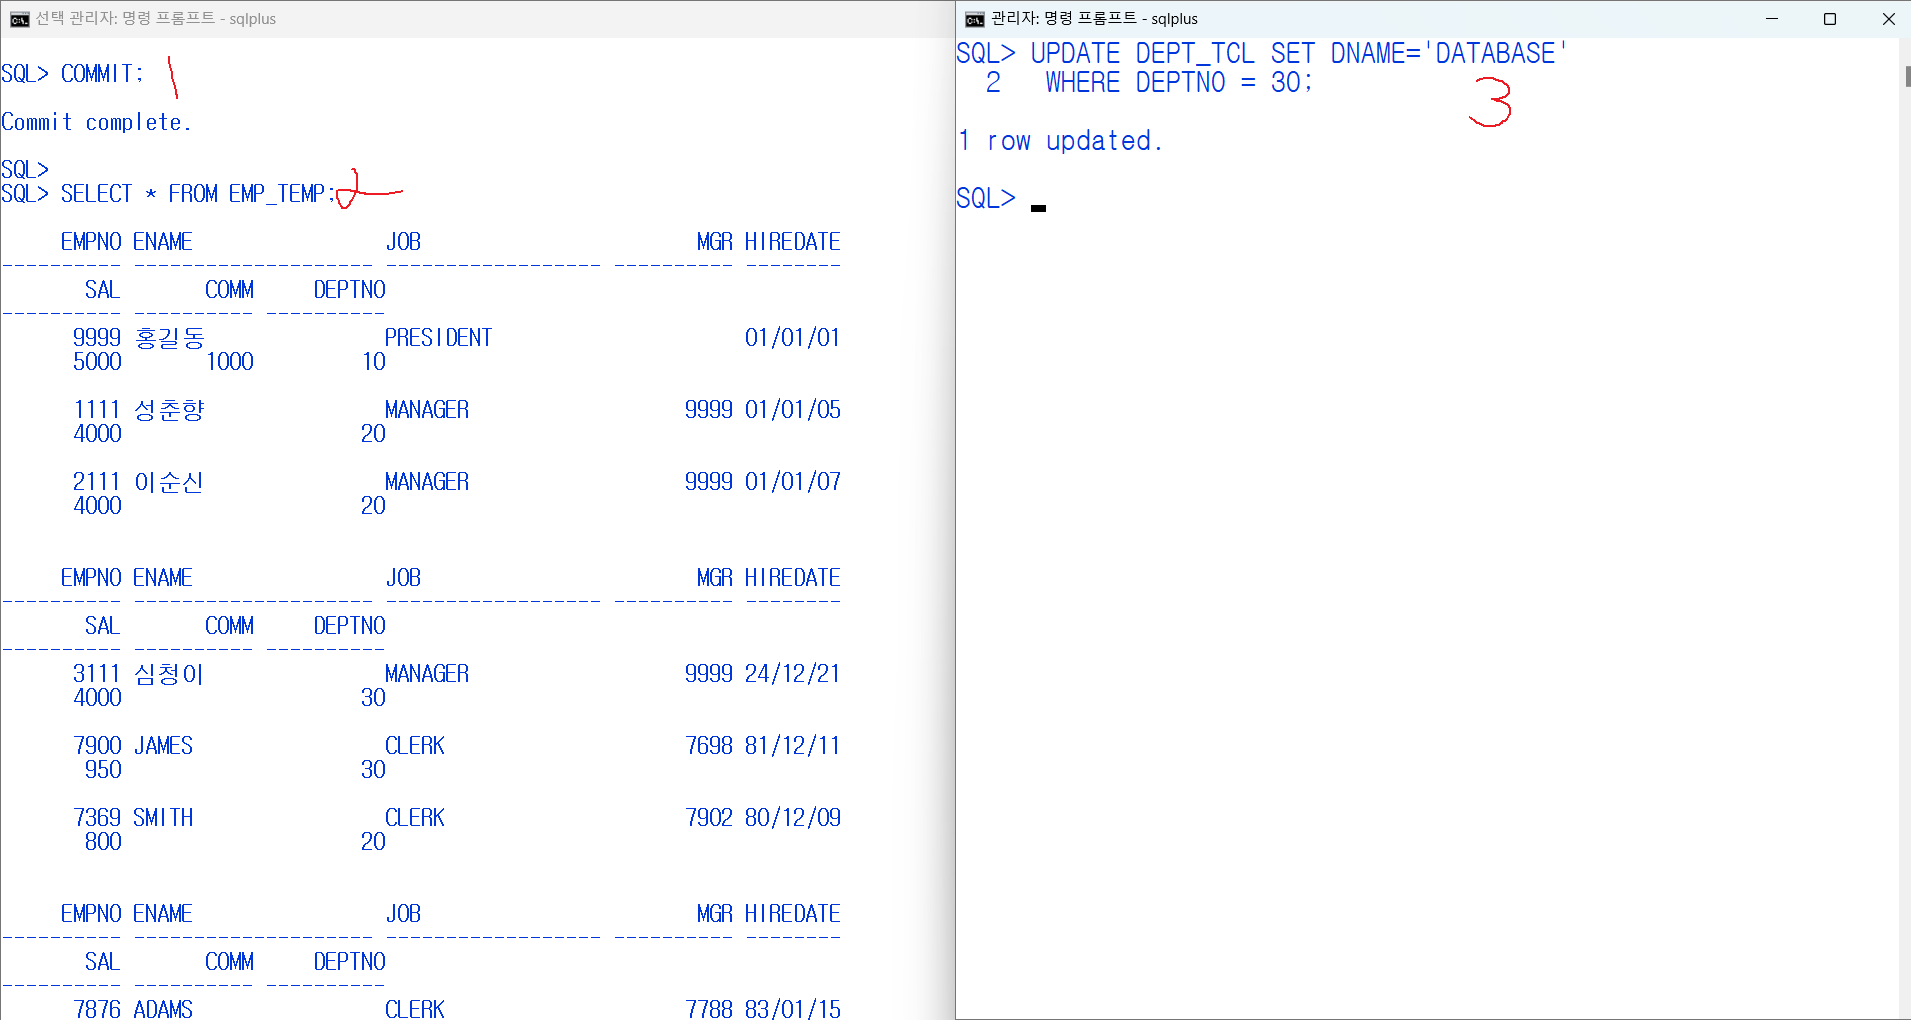 선택 관리자: 명령 프롬프트 - sqlplus
SQL> COMMIT; 1
Commit complete.
SQL>
SQL> SELECT * FROM EMP_TEMP; 2
EMPNO ENAME JOB MGR HIREDATE
---------- -------------------- ------------------ ---------- --------
SAL COMM DEPTNO
---------- ---------- ----------
9999 홍길동 PRESIDENT 01/01/01
5000 1000 10
1111 성춘향 MANAGER 9999 01/01/05
4000 20
2111 이순신 MANAGER 9999 01/01/07
4000 20
EMPNO ENAME JOB MGR HIREDATE
---------- -------------------- ------------------ ---------- --------
SAL COMM DEPTNO
---------- ---------- ----------
3111 심청이 MANAGER 9999 24/12/21
4000 30
7900 JAMES CLERK 7698 81/12/11
950 30
7369 SMITH CLERK 7902 80/12/09
800 20
EMPNO ENAME JOB MGR HIREDATE
---------- -------------------- ------------------ ---------- --------
SAL COMM DEPTNO
---------- ---------- ----------
7876 ADAMS CLERK 7788 83/01/15
관리자: 명령 프롬프트 - sqlplus
SQL> UPDATE DEPT_TCL SET DNAME='DATABASE'
2 WHERE DEPTNO = 30;
3
1 row updated.
SQL>